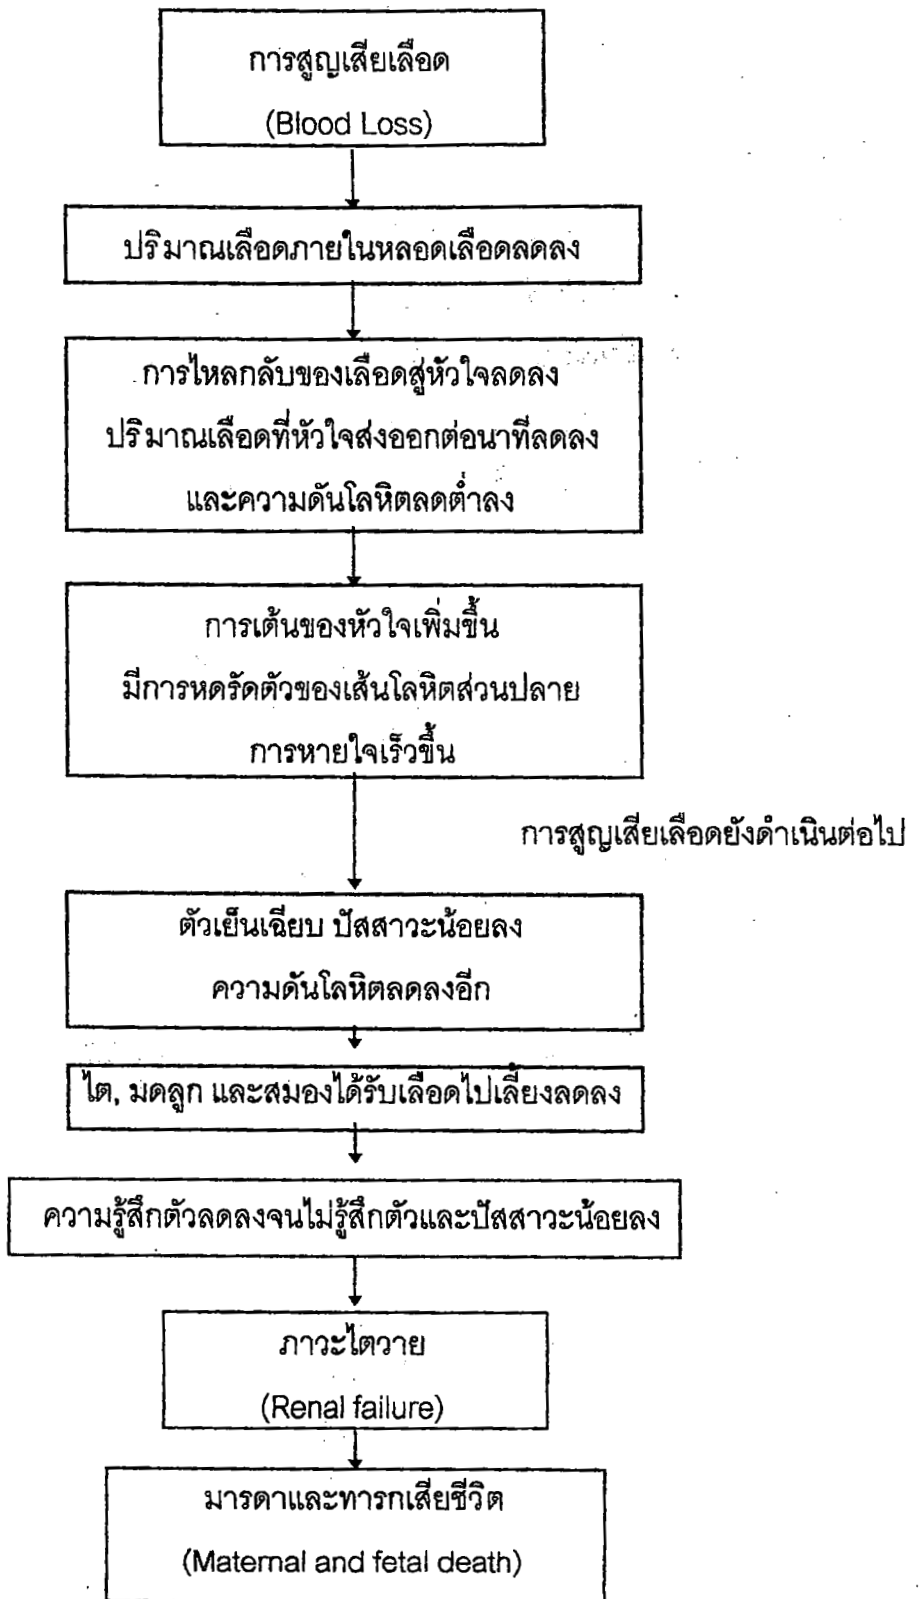 การสูญเสียเลือด
(Blood Loss)
ปริมาณเลือดภายในหลอดเลือดลดลง
การไหลกลับของเลือดสู่หัวใจลดลง
ปริมาณเลือดที่หัวใจส่งออกต่อนาทีลดลง
และความดันโลหิตลดต่ำลง
การเต้นของหัวใจเพิ่มขึ้น
มีการหดรัดตัวของเส้นโลหิตส่วนปลาย
การหายใจเร็วขึ้น
การสูญเสียเลือดยังดำเนินต่อไป
ตัวเย็นเฉียบ ปัสสาวะน้อยลง
ความดันโลหิตลดลงอีก
ไต, มดลูก และสมองได้รับเลือดไปเลี้ยงลดลง
ความรู้สึกตัวลดลงจนไม่รู้สึกตัวและปัสสาวะน้อยลง
ภาวะไตวาย
(Renal failure)
มารดาและทารกเสียชีวิต
(Maternal and fetal death)